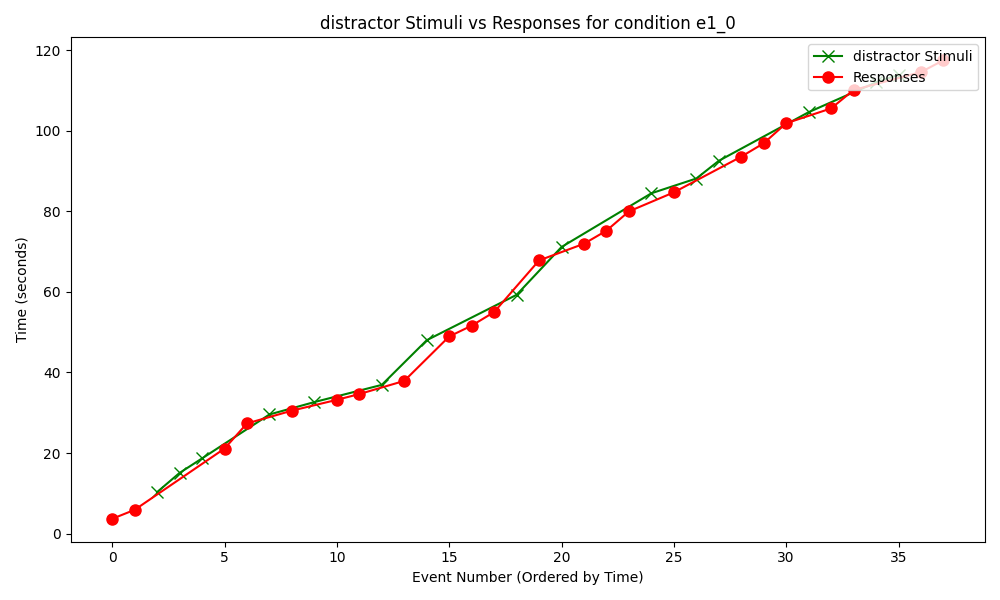 distractor Stimuli vs Responses for condition e1_0
distractor Stimuli
Responses
120
100
80
60
40
20
0
Time (seconds)
0 5 10 15 20 25 30 35
Event Number (Ordered by Time)